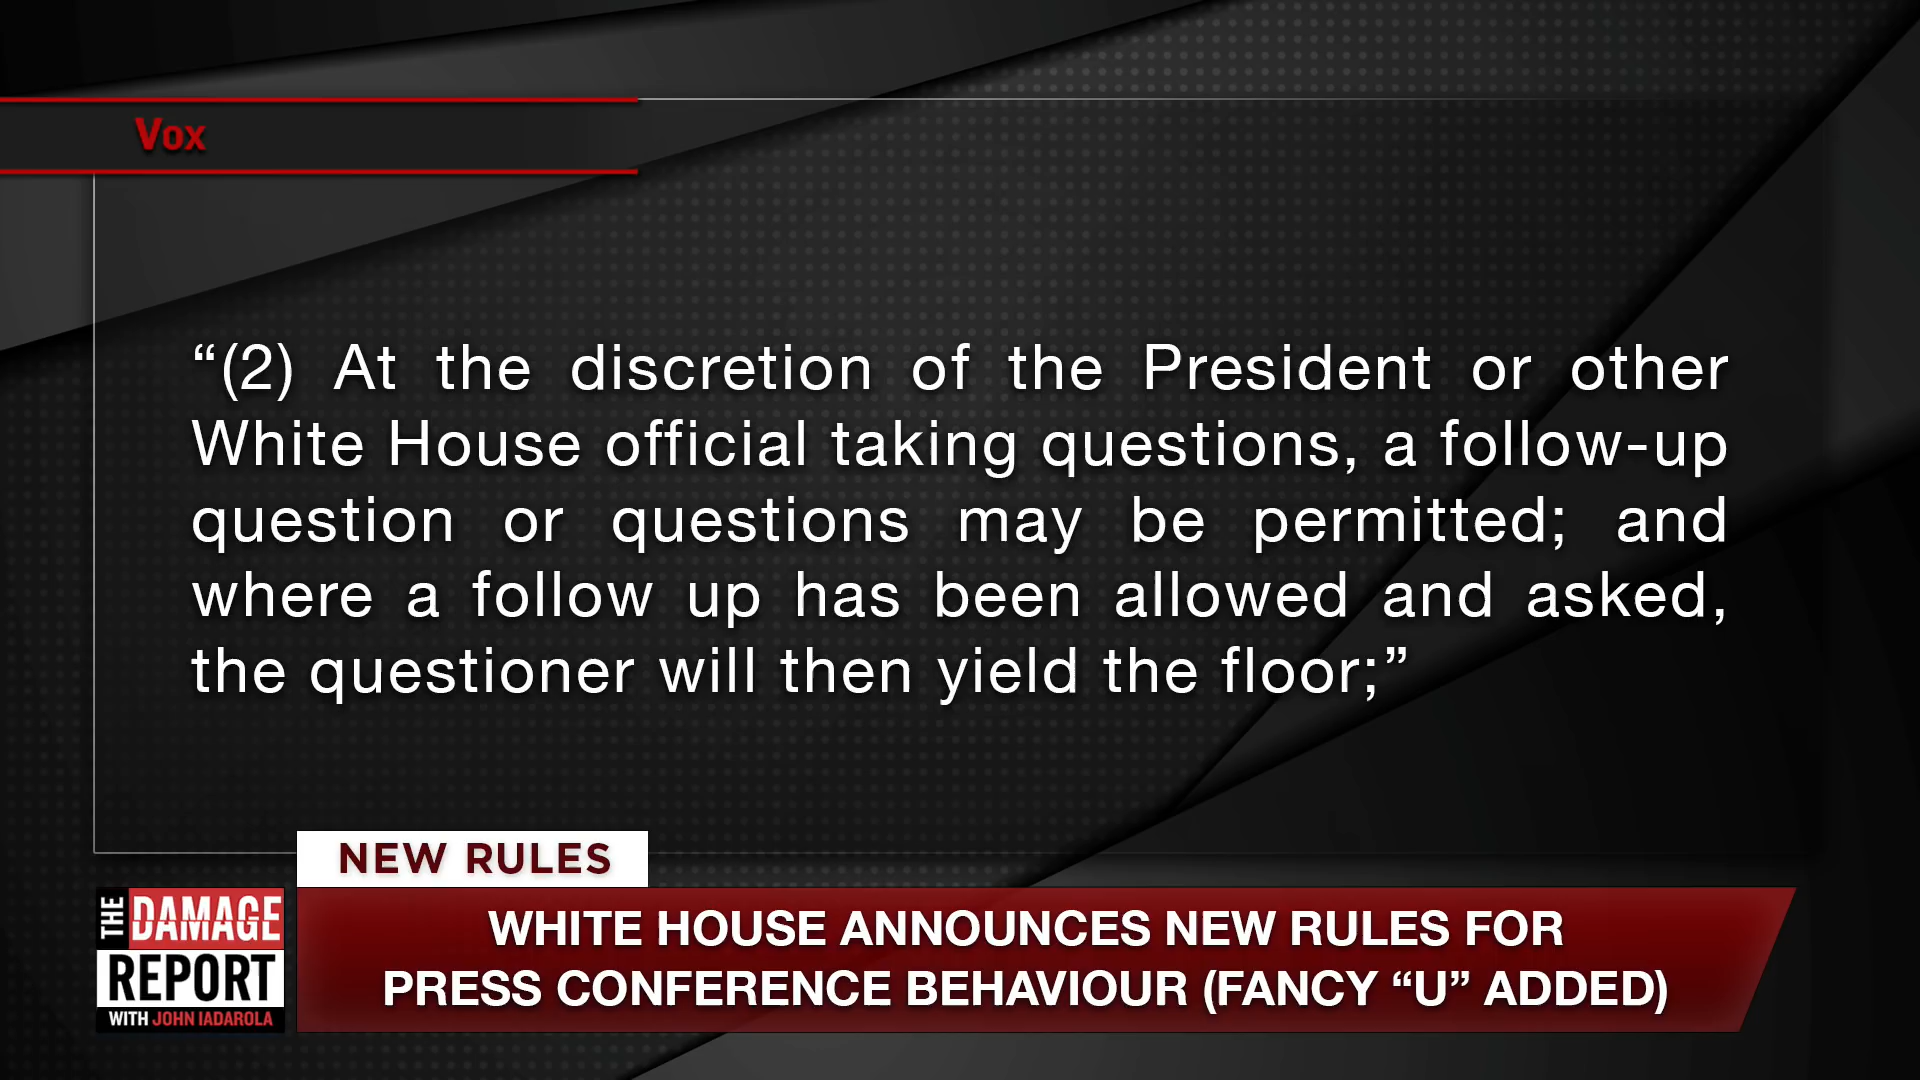 Vox
“(2) At the discretion of the President or other
White House official taking questions, a follow-up
question or questions may be permitted; and
where a follow up has been allowed and asked,
the questioner will then yield the floor;”
NEW RULES
WHITE HOUSE ANNOUNCES NEW RULES FOR
PRESS CONFERENCE BEHAVIOUR (FANCY “U” ADDED)
THE DAMAGE
REPORT
WITH JOHN IADAROLA